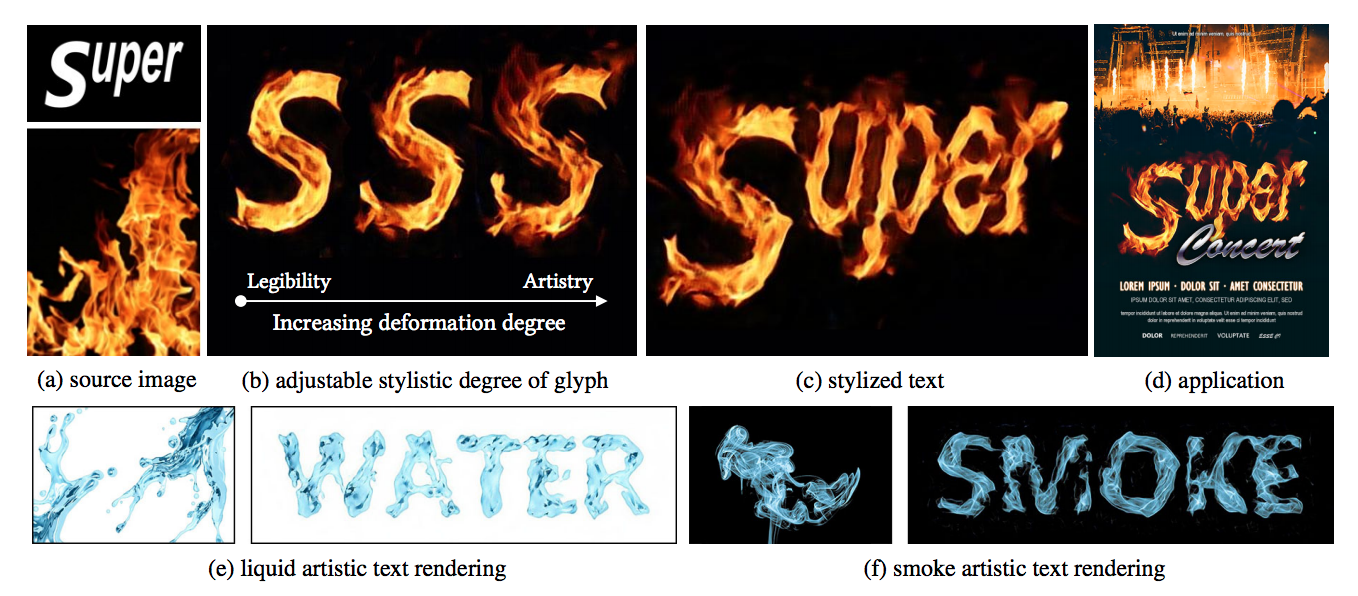 Super
SSS
Legibility
Artistry
Increasing deformation degree
Super
Ut enim ad minim veniam, quis nostrud
Super
Concert
LOREM IPSUM · DOLOR SIT · AMET CONSECTETUR
IPSUM DOLOR SIT AMET, CONSECTETUR ADIPISCING ELIT, SED
tempor incididunt ut labore et dolore magna aliqua. Ut enim ad minim veniam, quis nostrud
dolor in reprehenderit in voluptate velit esse si tempor incididunt
DOLOR REPREHENDERIT VOLUPTATE ESSE
(a) source image
(b) adjustable stylistic degree of glyph
(c) stylized text
(d) application
WATER
SMOKE
(e) liquid artistic text rendering
(f) smoke artistic text rendering